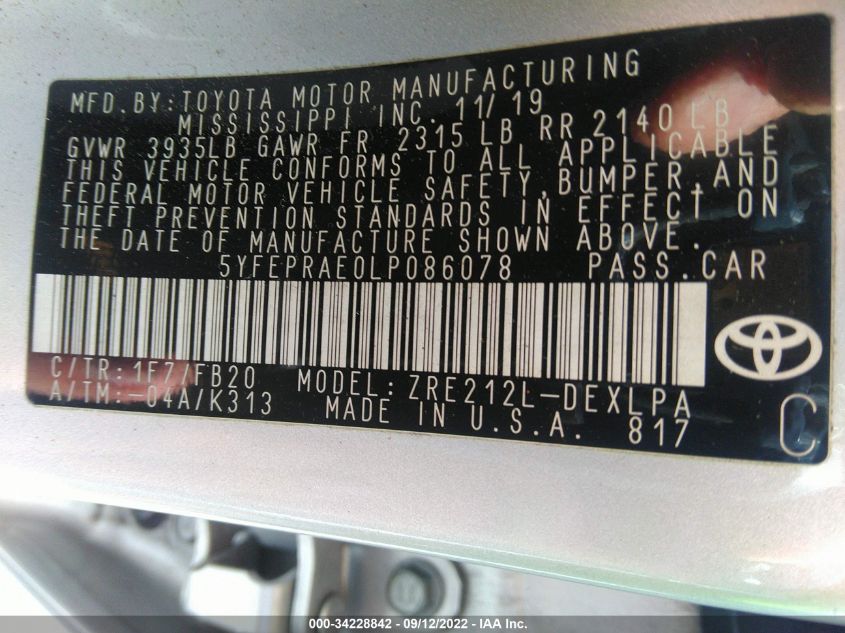 MFD.BY:TOYOTA MOTOR MANUFACTURING
MISSISSIPPI INC. 11/19
GVWR 3935LB GAWR FR 2315 LB RR 2140 LB
THIS VEHICLE CONFORMS TO ALL APPLICABLE
FEDERAL MOTOR VEHICLE SAFETY,BUMPER,AND
THEFT PREVENTION STANDARDS IN EFFECT ON
THE DATE OF MANUFACTURE SHOWN ABOVE.
5YFEPRAE0LP086078 PASS.CAR
C/TR:1F7/FB20 MODEL:ZRE212L-DEXLPA
A/TM:-04A/K313 MADE IN U.S.A. 817
C
000-34228842 - 09/12/2022 - IAA Inc.